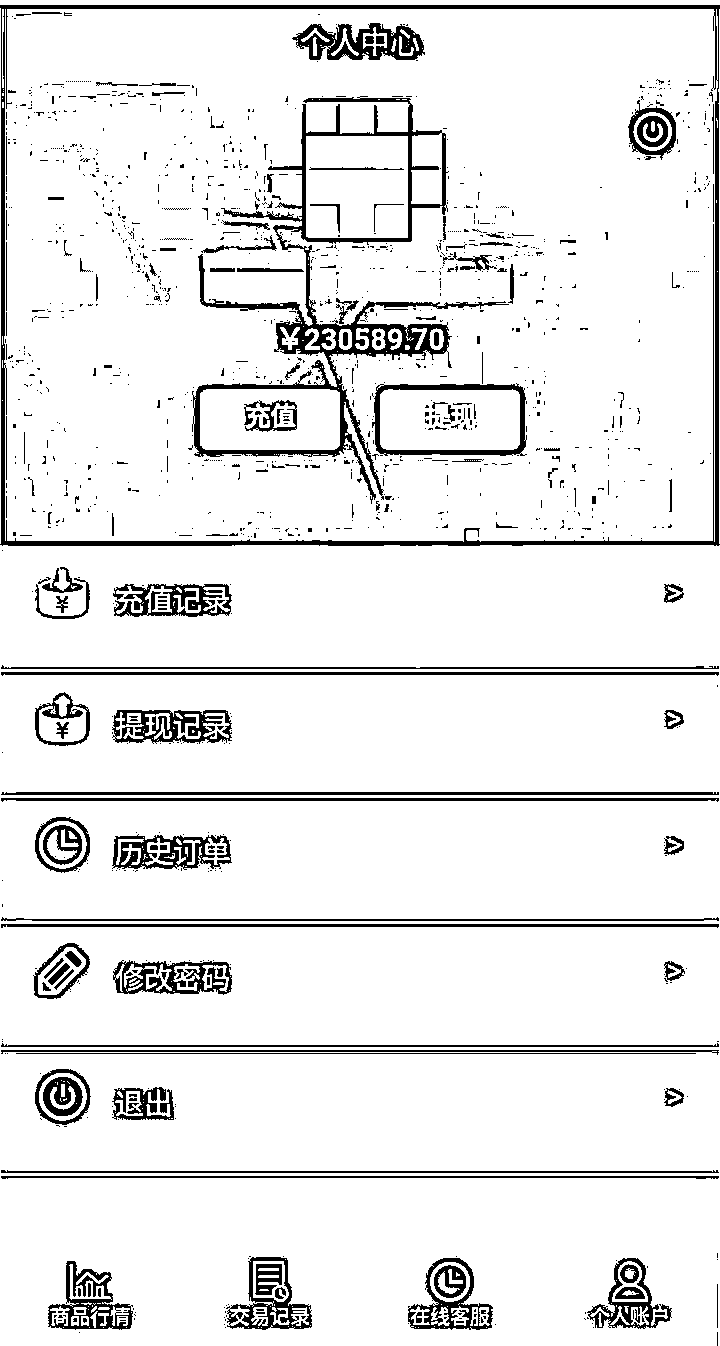 个人中心
￥230589.70
充值 提现
充值记录
提现记录
历史订单
修改密码
退出
商品行情 交易记录 在线客服 个人账户